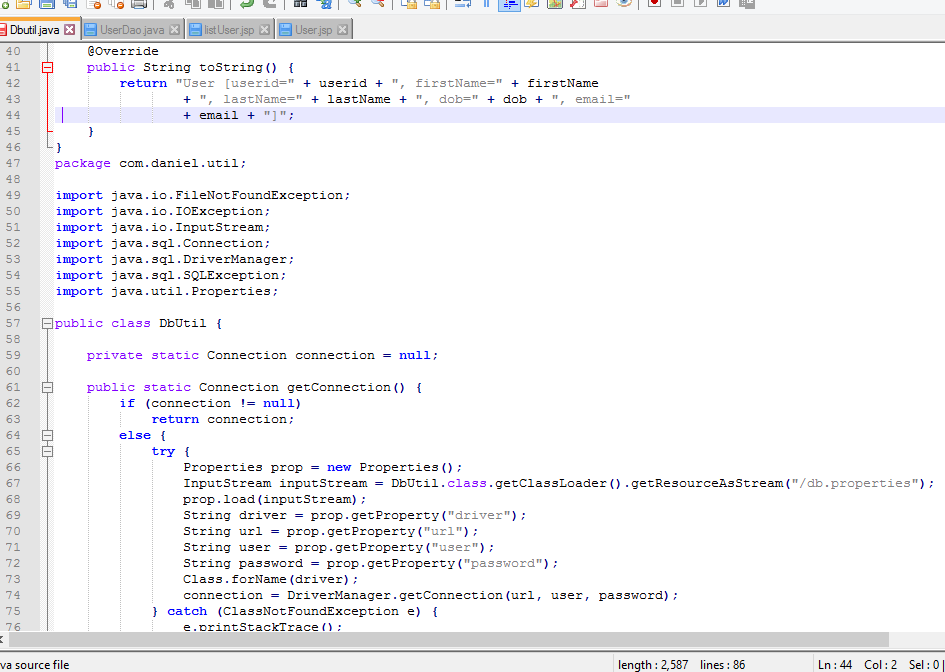 Dbutil.java UserDao.java listUser.jsp User.jsp
40 @Override
41 public String toString() {
42 return "User [userid=" + userid + ", firstName=" + firstName
43 + ", lastName=" + lastName + ", dob=" + dob + ", email="
44 + email + "]";
45 }
46 }
47 package com.daniel.util;
48
49 import java.io.FileNotFoundException;
50 import java.io.IOException;
51 import java.io.InputStream;
52 import java.sql.Connection;
53 import java.sql.DriverManager;
54 import java.sql.SQLException;
55 import java.util.Properties;
56
57 public class DbUtil {
58
59 private static Connection connection = null;
60
61 public static Connection getConnection() {
62 if (connection != null)
63 return connection;
64 else {
65 try {
66 Properties prop = new Properties();
67 InputStream inputStream = DbUtil.class.getClassLoader().getResourceAsStream("/db.properties");
68 prop.load(inputStream);
69 String driver = prop.getProperty("driver");
70 String url = prop.getProperty("url");
71 String user = prop.getProperty("user");
72 String password = prop.getProperty("password");
73 Class.forName(driver);
74 connection = DriverManager.getConnection(url, user, password);
75 } catch (ClassNotFoundException e) {
76 e.printStackTrace();
va source file length : 2,587 lines : 86 Ln : 44 Col : 2 Sel : 0